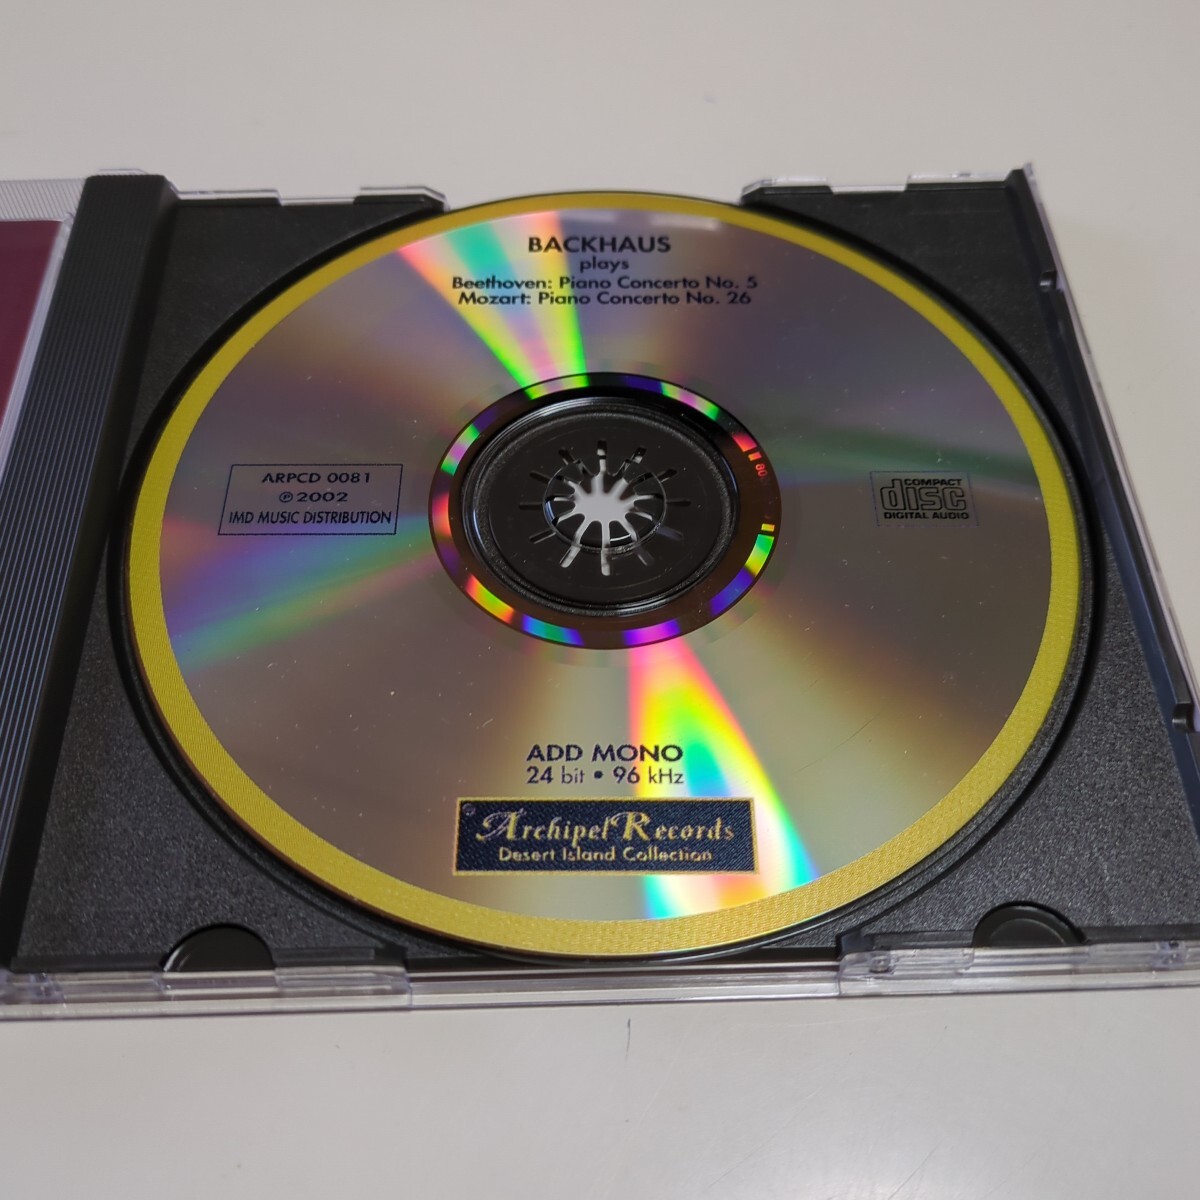 BACKHAUS
plays
Beethoven: Piano Concerto No. 5
Mozart: Piano Concerto No. 26
ARPCD 0081
℗ 2002
IMD MUSIC DISTRIBUTION
COMPACT
disc
DIGITAL AUDIO
ADD MONO
24 bit • 96 kHz
Archipel Records
Desert Island Collection